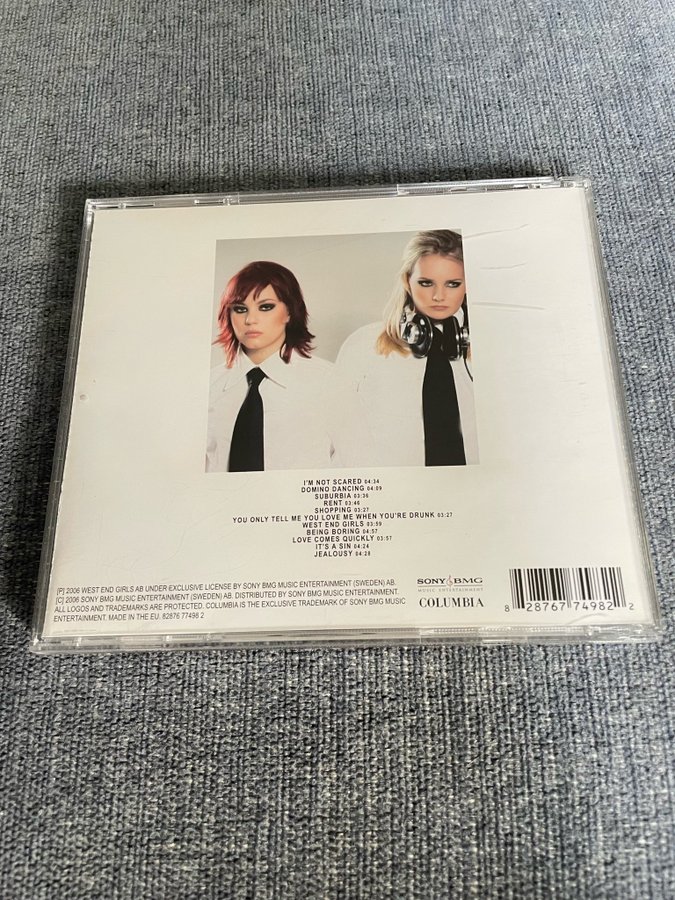 I'M NOT SCARED 04:34
DOMINO DANCING 04:09
SUBURBIA 03:36
RENT 03:46
SHOPPING 03:27
YOU ONLY TELL ME YOU LOVE ME WHEN YOU'RE DRUNK 03:27
WEST END GIRLS 03:59
BEING BORING 04:57
LOVE COMES QUICKLY 03:57
IT'S A SIN 04:24
JEALOUSY 04:28
[P] 2006 WEST END GIRLS AB UNDER EXCLUSIVE LICENSE BY SONY BMG MUSIC ENTERTAINMENT (SWEDEN) AB.
[C] 2006 SONY BMG MUSIC ENTERTAINMENT (SWEDEN) AB. DISTRIBUTED BY SONY BMG MUSIC ENTERTAINMENT.
ALL LOGOS AND TRADEMARKS ARE PROTECTED. COLUMBIA IS THE EXCLUSIVE TRADEMARK OF SONY BMG MUSIC
ENTERTAINMENT. MADE IN THE EU. 82876 77498 2
SONY BMG
MUSIC ENTERTAINMENT
COLUMBIA
8 28767 74982 2